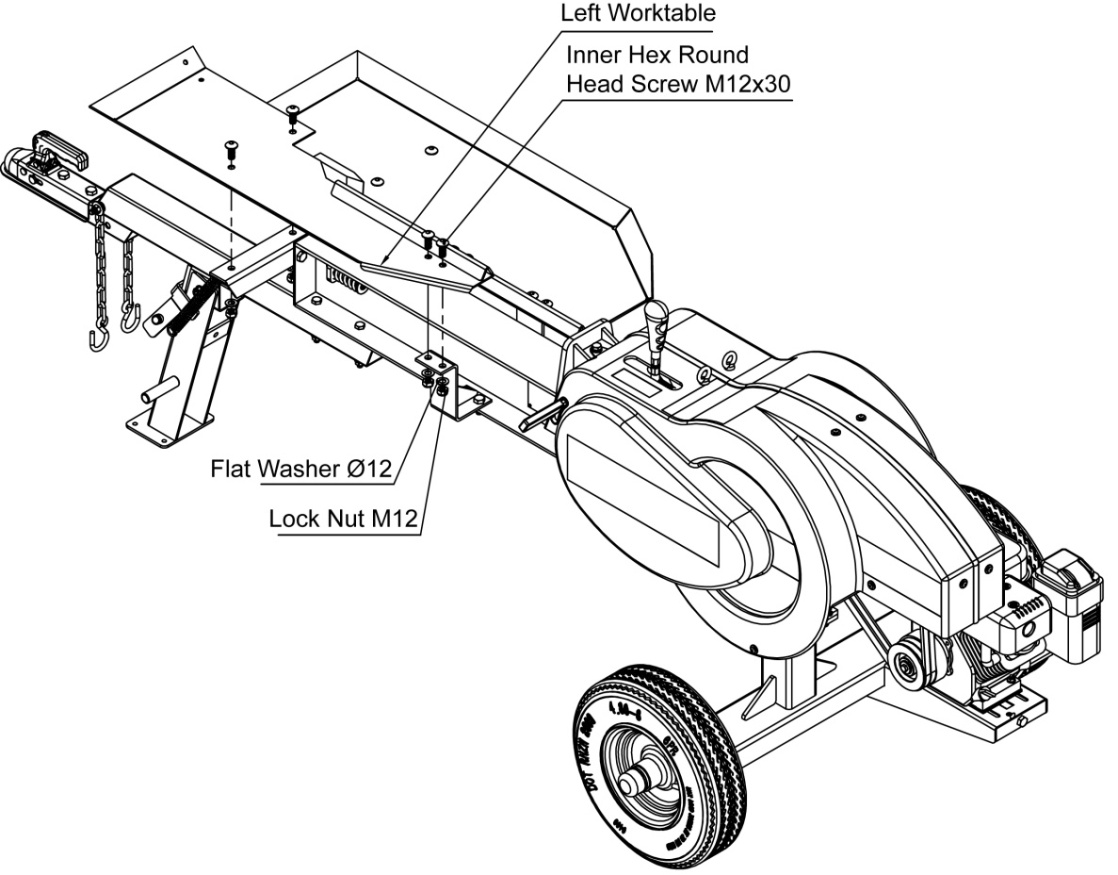 Left Worktable
Inner Hex Round
Head Screw M12x30
Flat Washer Ø12
Lock Nut M12